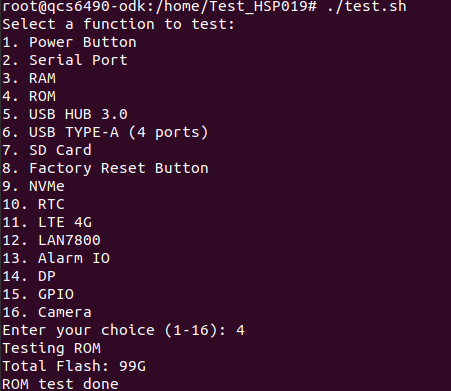 root@qcs6490-odk:/home/Test_HSP019# ./test.sh
Select a function to test:
1. Power Button
2. Serial Port
3. RAM
4. ROM
5. USB HUB 3.0
6. USB TYPE-A (4 ports)
7. SD Card
8. Factory Reset Button
9. NVMe
10. RTC
11. LTE 4G
12. LAN7800
13. Alarm IO
14. DP
15. GPIO
16. Camera
Enter your choice (1-16): 4
Testing ROM
Total Flash: 99G
ROM test done